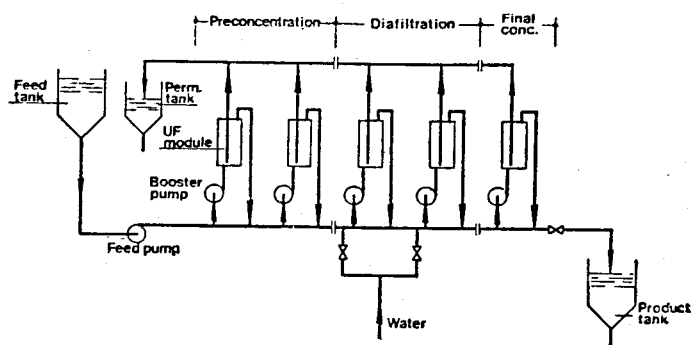 Preconcentration
Diafiltration
Final
conc.
Feed
tank
Perm.
tank
UF
module
Booster
pump
Feed pump
Water
Product
tank